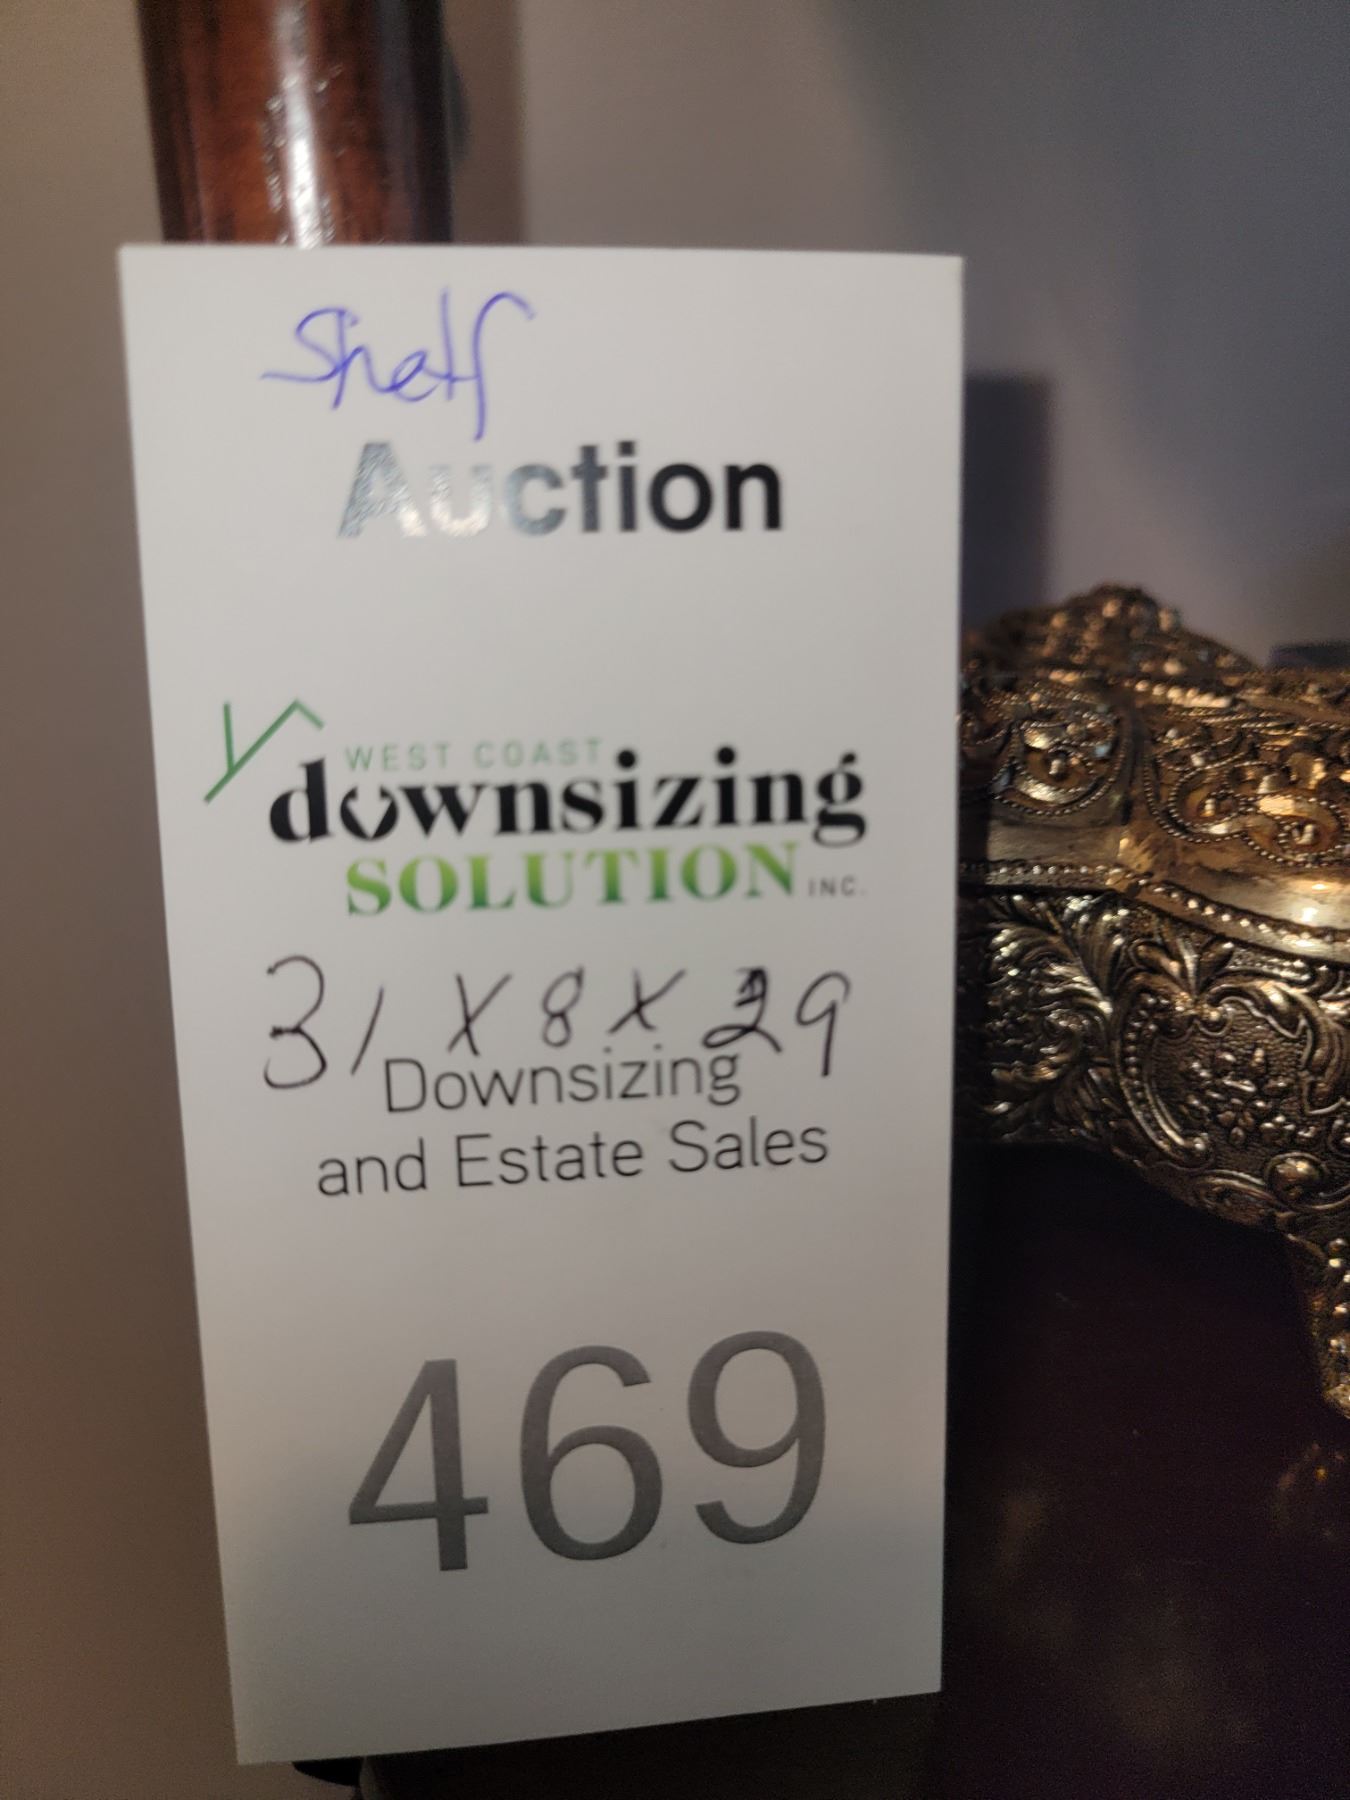 Shelf
Auction
WEST COAST
downsizing
SOLUTION INC.
31 X 8 X 29
Downsizing
and Estate Sales
469